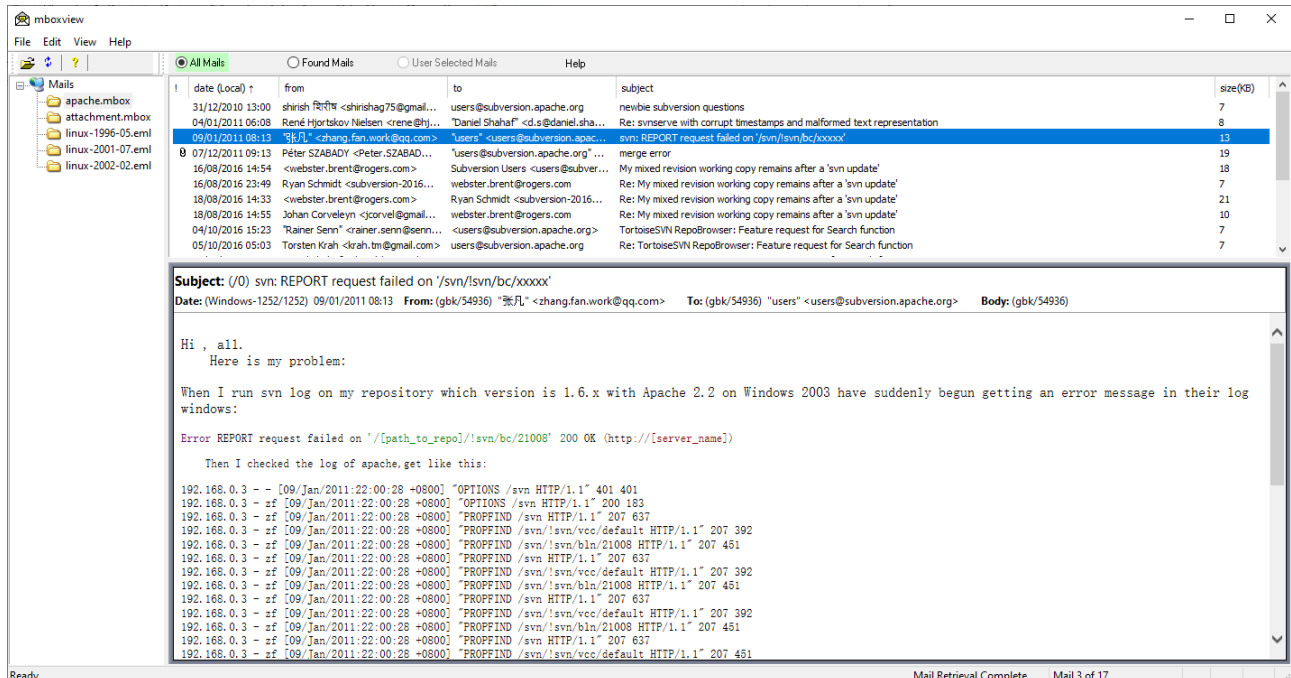 mboxview
File Edit View Help
All Mails Found Mails User Selected Mails Help
Mails
apache.mbox
attachment.mbox
linux-1996-05.eml
linux-2001-07.eml
linux-2002-02.eml
! date (Local) ↑ from to subject size(KB)
31/12/2010 13:00 shirish शिरीष <shirishag75@gmail... users@subversion.apache.org newbie subversion questions 7
04/01/2011 06:08 René Hjortskov Nielsen <rene@hj... "Daniel Shahaf" <d.s@daniel.sha... Re: svnserve with corrupt timestamps and malformed text representation 8
09/01/2011 08:13 "张凡" <zhang.fan.work@qq.com> "users" <users@subversion.apac... svn: REPORT request failed on '/svn/!svn/bc/xxxxx' 13
07/12/2011 09:13 Péter SZABADY <Peter.SZABAD... "users@subversion.apache.org" ... merge error 19
16/08/2016 14:54 <webster.brent@rogers.com> Subversion Users <users@subver... My mixed revision working copy remains after a 'svn update' 18
16/08/2016 23:49 Ryan Schmidt <subversion-2016... webster.brent@rogers.com Re: My mixed revision working copy remains after a 'svn update' 7
18/08/2016 14:33 <webster.brent@rogers.com> Ryan Schmidt <subversion-2016... Re: My mixed revision working copy remains after a 'svn update' 21
18/08/2016 14:55 Johan Corveleyn <jcorvel@gmail... webster.brent@rogers.com Re: My mixed revision working copy remains after a 'svn update' 10
04/10/2016 15:23 "Rainer Senn" <rainer.senn@senn... <users@subversion.apache.org> TortoiseSVN RepoBrowser: Feature request for Search function 7
05/10/2016 05:03 Torsten Krah <krah.tm@gmail.com> users@subversion.apache.org Re: TortoiseSVN RepoBrowser: Feature request for Search function 7
Subject: (/0) svn: REPORT request failed on '/svn/!svn/bc/xxxxx'
Date: (Windows-1252/1252) 09/01/2011 08:13 From: (gbk/54936) "张凡" <zhang.fan.work@qq.com> To: (gbk/54936) "users" <users@subversion.apache.org> Body: (gbk/54936)
Hi , all.
Here is my problem:
When I run svn log on my repository which version is 1.6.x with Apache 2.2 on Windows 2003 have suddenly begun getting an error message in their log
windows:
Error REPORT request failed on '/[path_to_repo]/!svn/bc/21008' 200 OK (http://[server_name])
Then I checked the log of apache,get like this:
192.168.0.3 - - [09/Jan/2011:22:00:28 +0800] "OPTIONS /svn HTTP/1.1" 401 401
192.168.0.3 - zf [09/Jan/2011:22:00:28 +0800] "OPTIONS /svn HTTP/1.1" 200 183
192.168.0.3 - zf [09/Jan/2011:22:00:28 +0800] "PROPFIND /svn HTTP/1.1" 207 637
192.168.0.3 - zf [09/Jan/2011:22:00:28 +0800] "PROPFIND /svn/!svn/vcc/default HTTP/1.1" 207 392
192.168.0.3 - zf [09/Jan/2011:22:00:28 +0800] "PROPFIND /svn/!svn/bln/21008 HTTP/1.1" 207 451
192.168.0.3 - zf [09/Jan/2011:22:00:28 +0800] "PROPFIND /svn HTTP/1.1" 207 637
192.168.0.3 - zf [09/Jan/2011:22:00:28 +0800] "PROPFIND /svn/!svn/vcc/default HTTP/1.1" 207 392
192.168.0.3 - zf [09/Jan/2011:22:00:28 +0800] "PROPFIND /svn/!svn/bln/21008 HTTP/1.1" 207 451
192.168.0.3 - zf [09/Jan/2011:22:00:28 +0800] "PROPFIND /svn HTTP/1.1" 207 637
192.168.0.3 - zf [09/Jan/2011:22:00:28 +0800] "PROPFIND /svn/!svn/vcc/default HTTP/1.1" 207 392
192.168.0.3 - zf [09/Jan/2011:22:00:28 +0800] "PROPFIND /svn/!svn/bln/21008 HTTP/1.1" 207 451
192.168.0.3 - zf [09/Jan/2011:22:00:28 +0800] "PROPFIND /svn HTTP/1.1" 207 637
192.168.0.3 - zf [09/Jan/2011:22:00:28 +0800] "PROPFIND /svn/!svn/vcc/default HTTP/1.1" 207 451
Ready Mail Retrieval Complete Mail 3 of 17